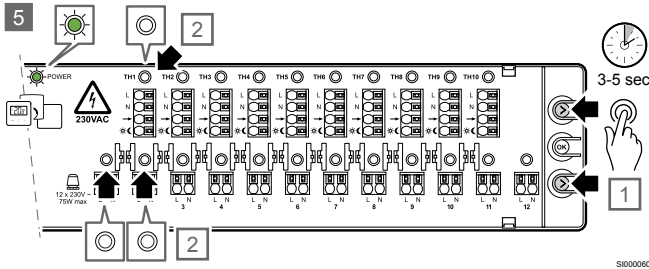 5
2
POWER
TH1 TH2 TH3 TH4 TH5 TH6 TH7 TH8 TH9 TH10
3-5 sec
L L L L L L L L L L
N N N N N N N N N N
230VAC
OK
12 x 230V ~
75W max
L N L N L N L N L N L N L N L N L N L N
3 4 5 6 7 8 9 10 11 12
1
2
SI000060